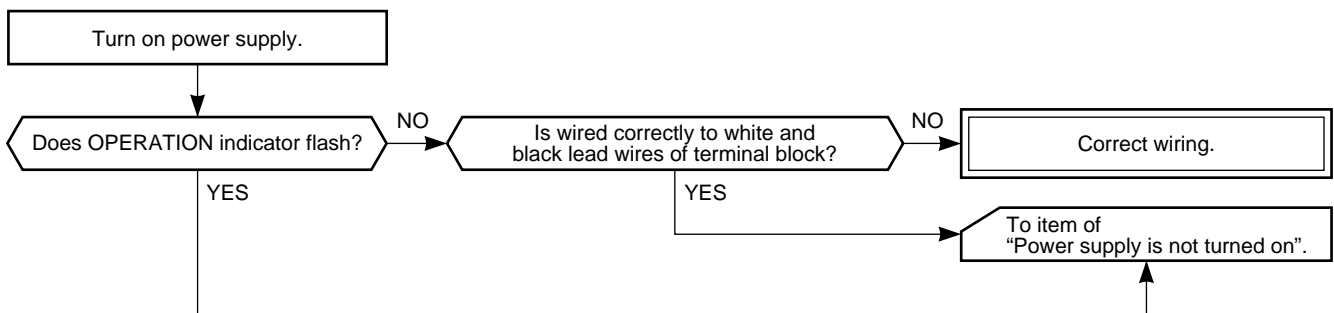 Turn on power supply.
Does OPERATION indicator flash?
NO
Is wired correctly to white and
black lead wires of terminal block?
NO
Correct wiring.
YES
YES
To item of
“Power supply is not turned on”.